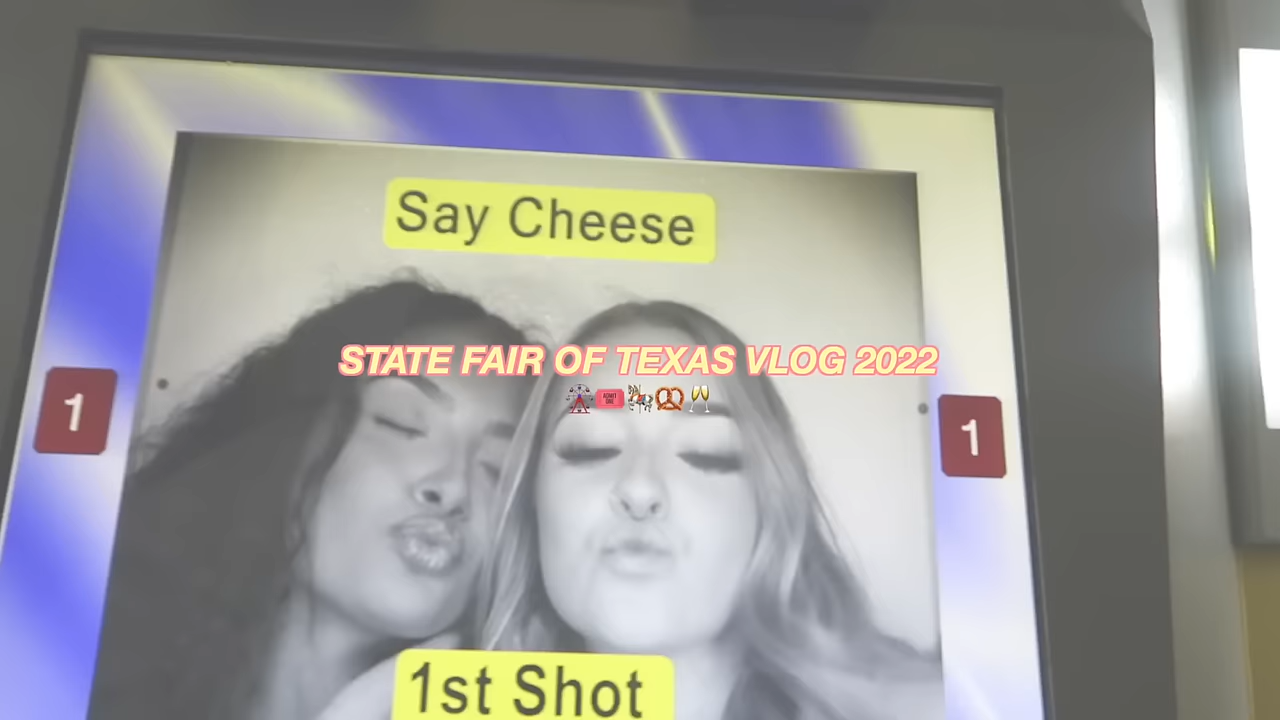 Say Cheese
STATE FAIR OF TEXAS VLOG 2022
🎡🎟️🎠🥨🥂
1
1
1st Shot